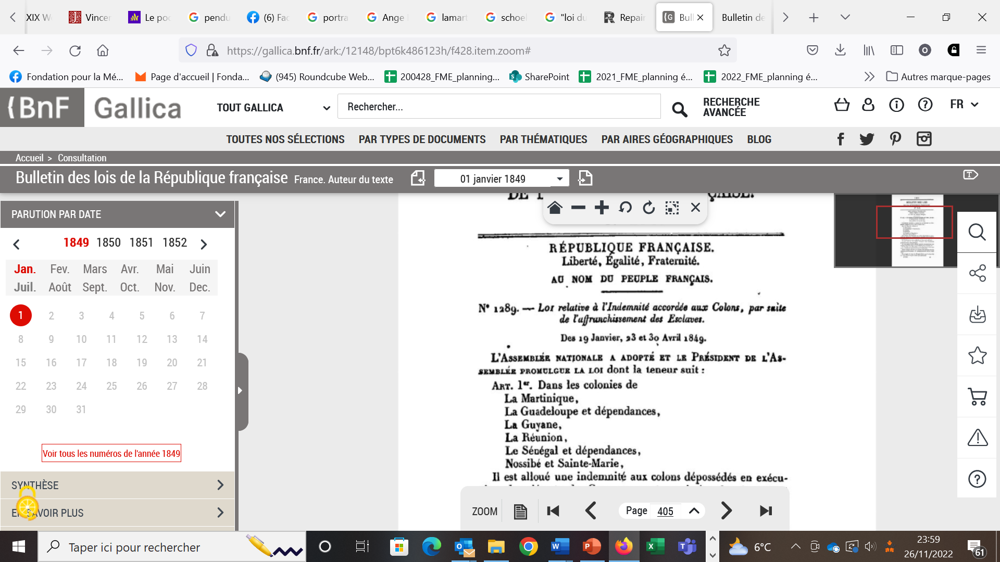 XIX W
Vincer
Le po
pendu
(6) Fac
portra
Ange
lamart
schoel
"loi du
Repair
Bull
Bulletin de
https://gallica.bnf.fr/ark:/12148/bpt6k486123h/f428.item.zoom#
Fondation pour la Mé...
Page d'accueil | Fonda...
(945) Roundcube Web...
200428_FME_planning...
SharePoint
2021_FME_planning é...
2022_FME_planning é...
Autres marque-pages
BnF Gallica
TOUT GALLICA
Rechercher...
RECHERCHE
AVANCÉE
FR
TOUTES NOS SÉLECTIONS PAR TYPES DE DOCUMENTS PAR THÉMATIQUES PAR AIRES GÉOGRAPHIQUES BLOG
Accueil > Consultation
Bulletin des lois de la République française France. Auteur du texte
01 janvier 1849
PARUTION PAR DATE
1849 1850 1851 1852
Jan. Fev. Mars Avr. Mai Juin
Juil. Août Sept. Oct. Nov. Dec.
1 2 3 4 5 6 7
8 9 10 11 12 13 14
15 16 17 18 19 20 21
22 23 24 25 26 27 28
29 30 31
Voir tous les numéros de l'année 1849
SYNTHÈSE
EN SAVOIR PLUS
RÉPUBLIQUE FRANÇAISE.
Liberté, Égalité, Fraternité.
AU NOM DU PEUPLE FRANÇAIS.
N° 1289. — LOI relative à l'Indemnité accordée aux Colons, par suite
de l'affranchissement des Esclaves.
Des 19 Janvier, 23 et 30 Avril 1849.
L'ASSEMBLÉE NATIONALE A ADOPTÉ ET LE PRÉSIDENT DE L'AS-
SEMBLÉE PROMULGUE LA LOI dont la teneur suit :
ART. 1er. Dans les colonies de
La Martinique,
La Guadeloupe et dépendances,
La Guyane,
La Réunion,
Le Sénégal et dépendances,
Nossibé et Sainte-Marie,
Il est alloué une indemnité aux colons dépossédés en exécu-
ZOOM
Page 405
Taper ici pour rechercher
6°C
23:59
26/11/2022
61